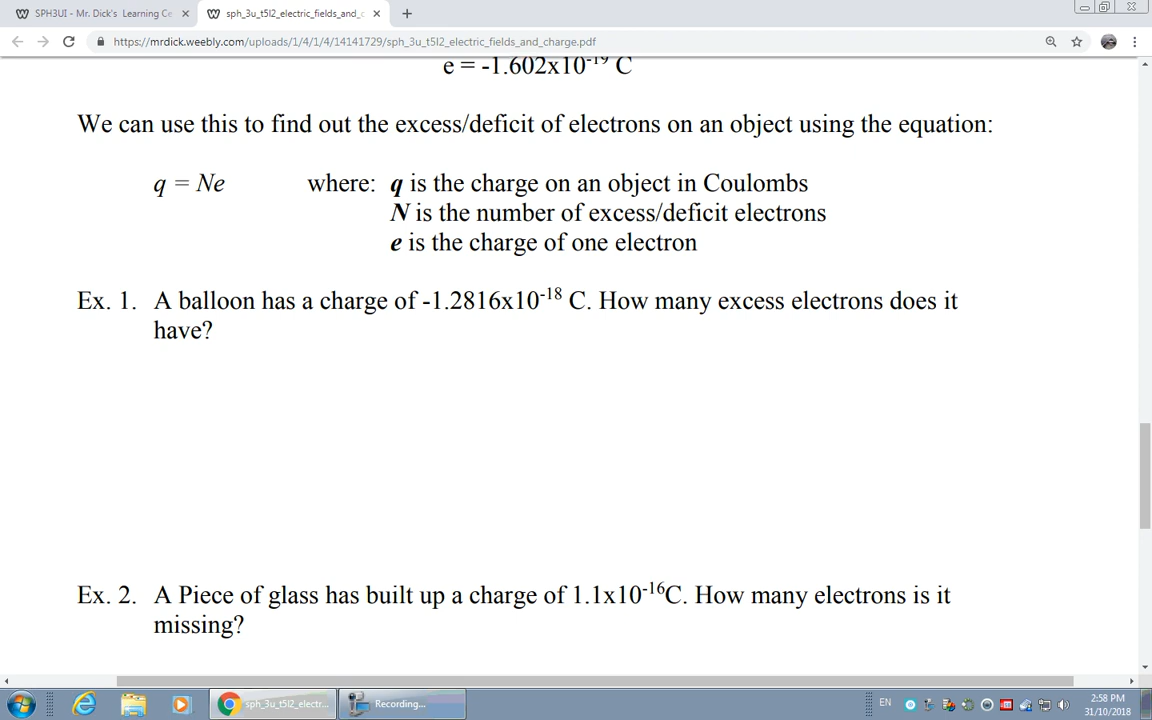 SPH3UI - Mr. Dick's Learning Ce
sph_3u_t5l2_electric_fields_and_c
https://mrdick.weebly.com/uploads/1/4/1/4/14141729/sph_3u_t5l2_electric_fields_and_charge.pdf
e = -1.602x10⁻¹⁹ C
We can use this to find out the excess/deficit of electrons on an object using the equation:
q = Ne where: q is the charge on an object in Coulombs
N is the number of excess/deficit electrons
e is the charge of one electron
Ex. 1. A balloon has a charge of -1.2816x10⁻¹⁸ C. How many excess electrons does it
have?
Ex. 2. A Piece of glass has built up a charge of 1.1x10⁻¹⁶C. How many electrons is it
missing?
sph_3u_t5l2_electr... Recording... EN 2:58 PM
31/10/2018